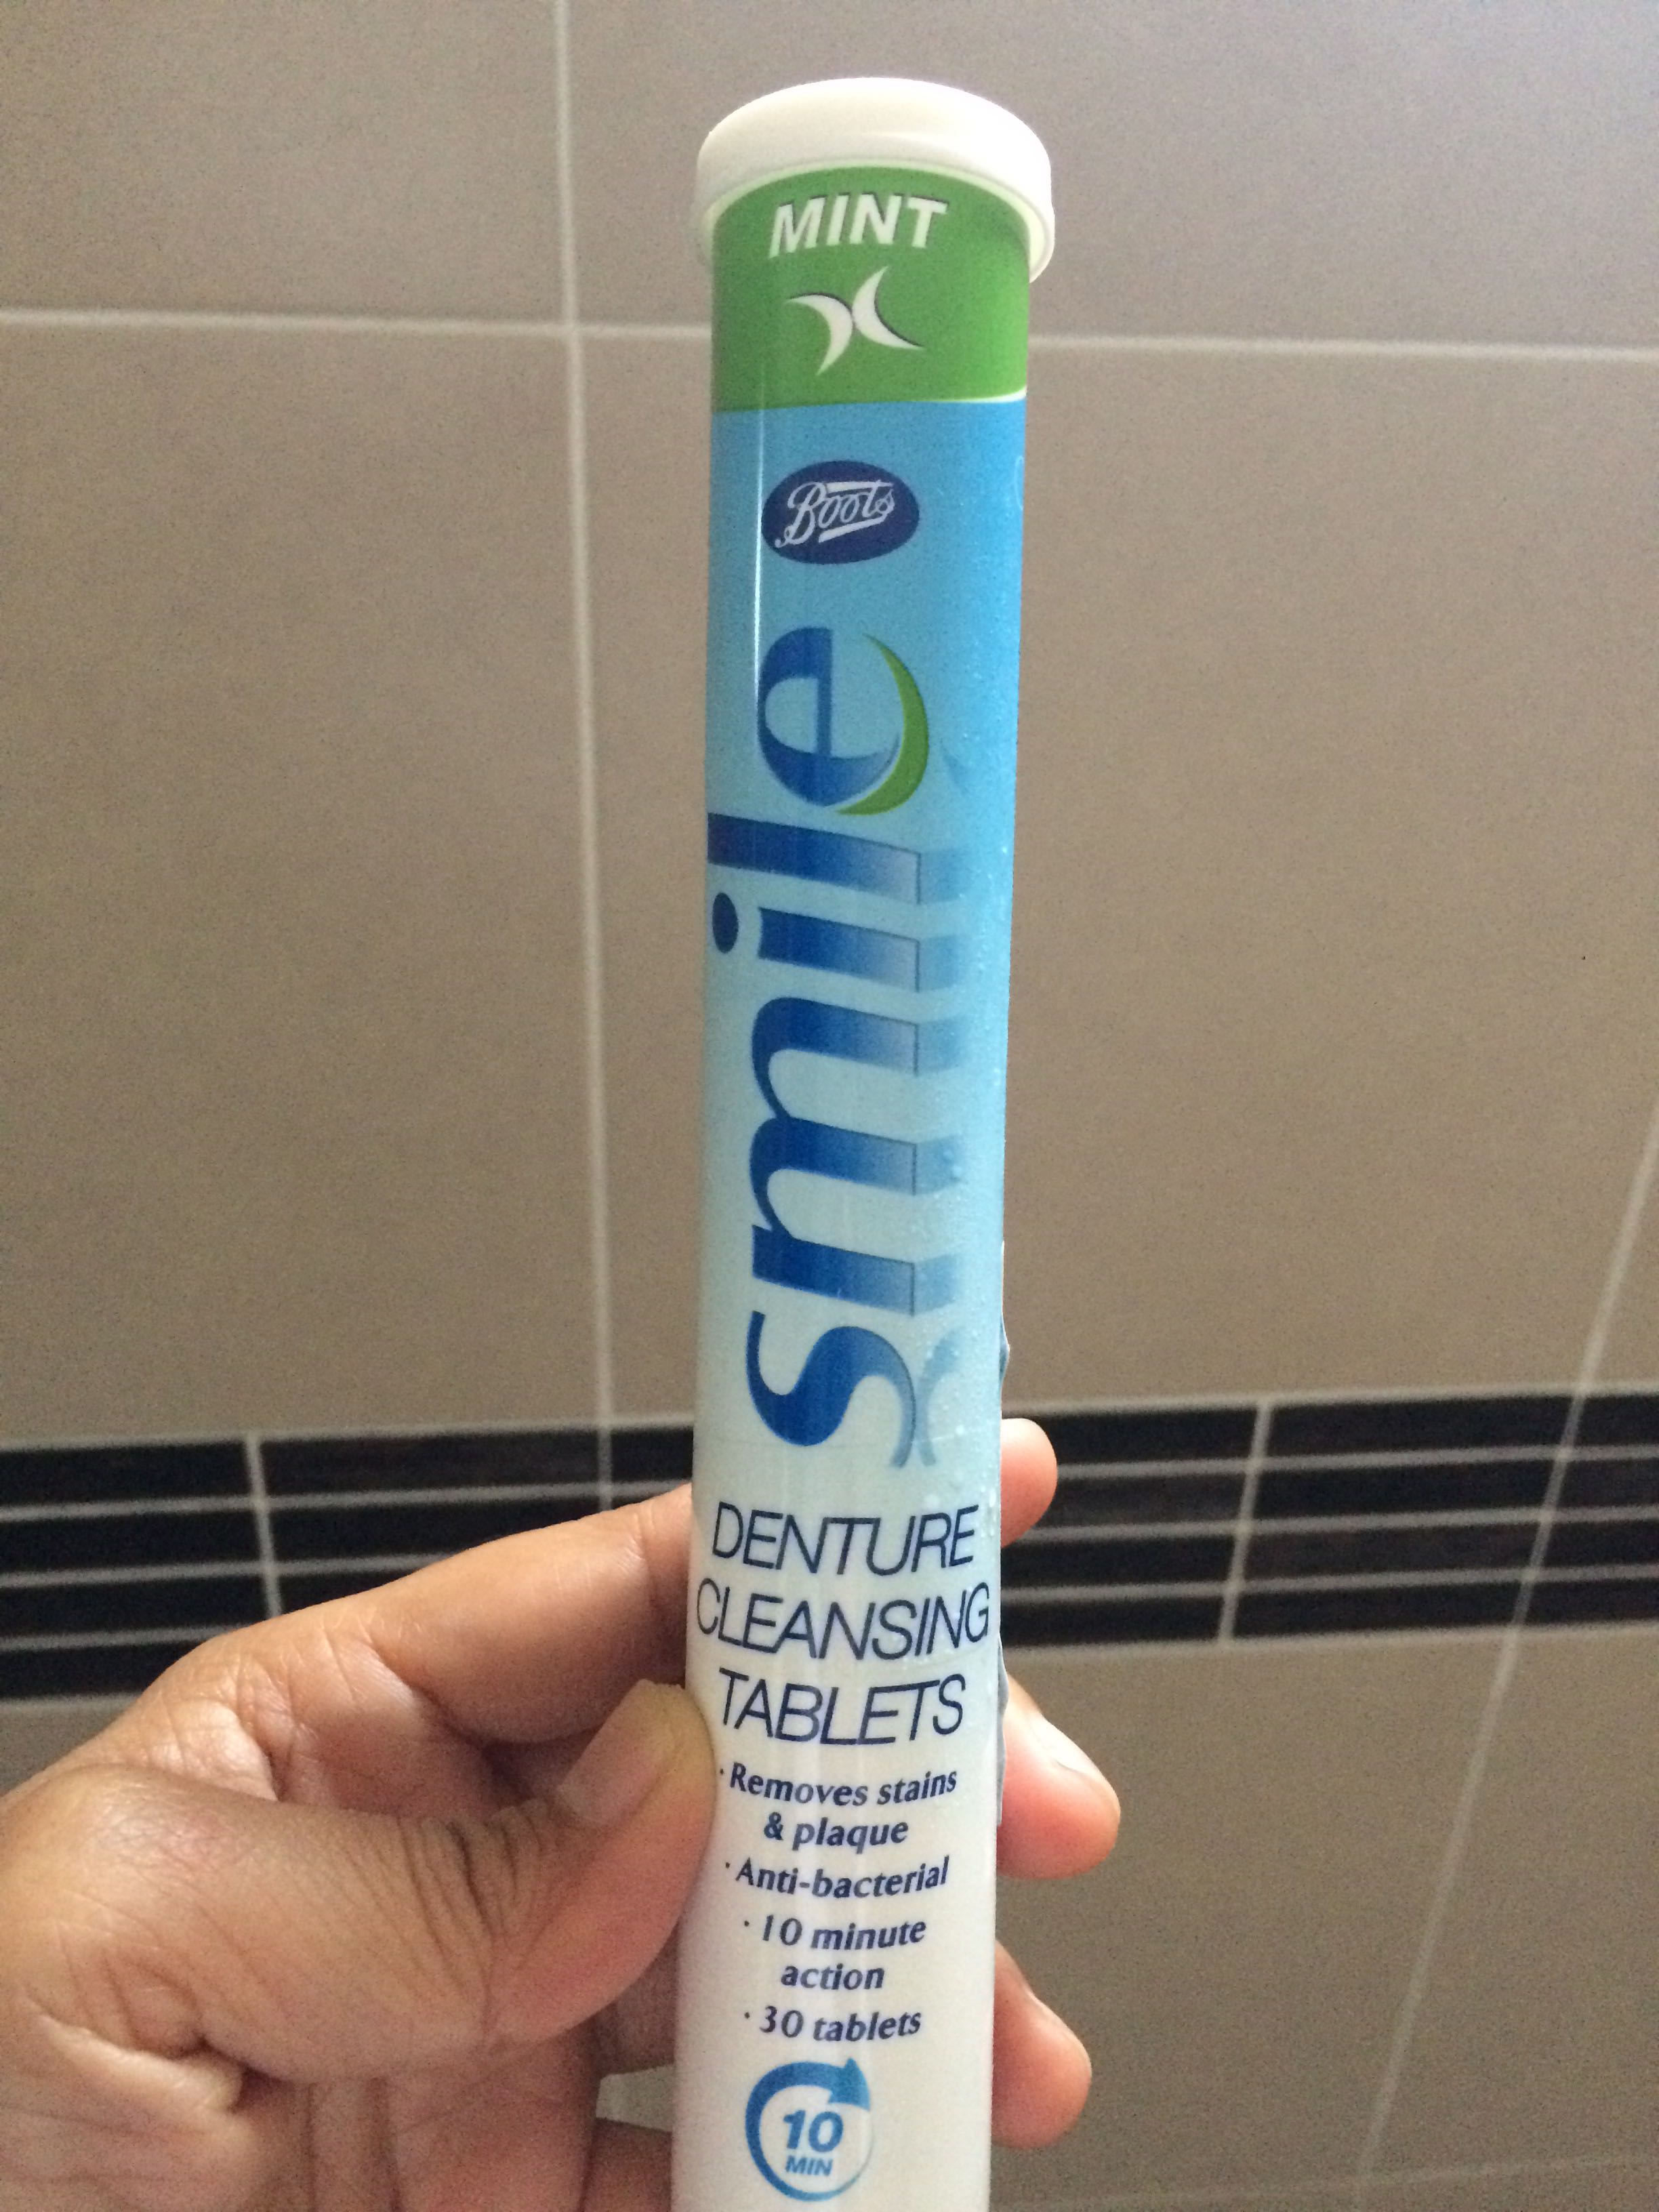 MINT
Boots
smile
DENTURE
CLEANSING
TABLETS
· Removes stains
& plaque
· Anti-bacterial
· 10 minute
action
· 30 tablets
10
MIN